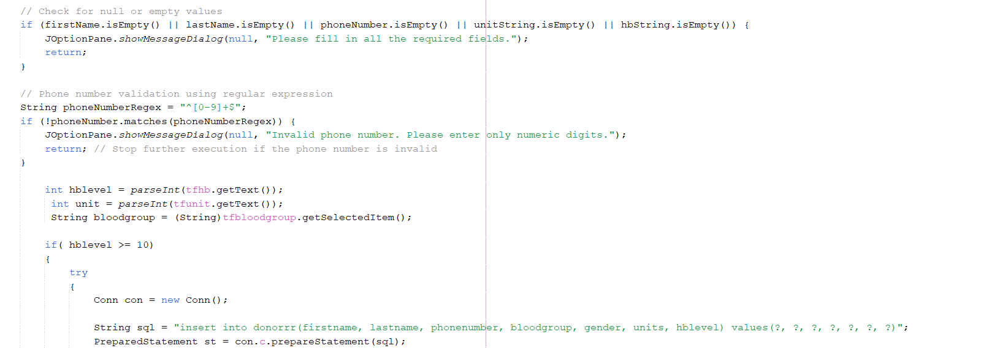 // Check for null or empty values
if (firstName.isEmpty() || lastName.isEmpty() || phoneNumber.isEmpty() || unitString.isEmpty() || hbString.isEmpty()) {
    JOptionPane.showMessageDialog(null, "Please fill in all the required fields.");
    return;
}

// Phone number validation using regular expression
String phoneNumberRegex = "^[0-9]+$";
if (!phoneNumber.matches(phoneNumberRegex)) {
    JOptionPane.showMessageDialog(null, "Invalid phone number. Please enter only numeric digits.");
    return; // Stop further execution if the phone number is invalid
}

    int hblevel = parseInt(tfhb.getText());
     int unit = parseInt(tfunit.getText());
     String bloodgroup = (String)tfbloodgroup.getSelectedItem();

    if( hblevel >= 10)
    {
        try
        {
            Conn con = new Conn();

            String sql = "insert into donorrr(firstname, lastname, phonenumber, bloodgroup, gender, units, hblevel) values(?, ?, ?, ?, ?, ?, ?)";
            PreparedStatement st = con.c.prepareStatement(sql);